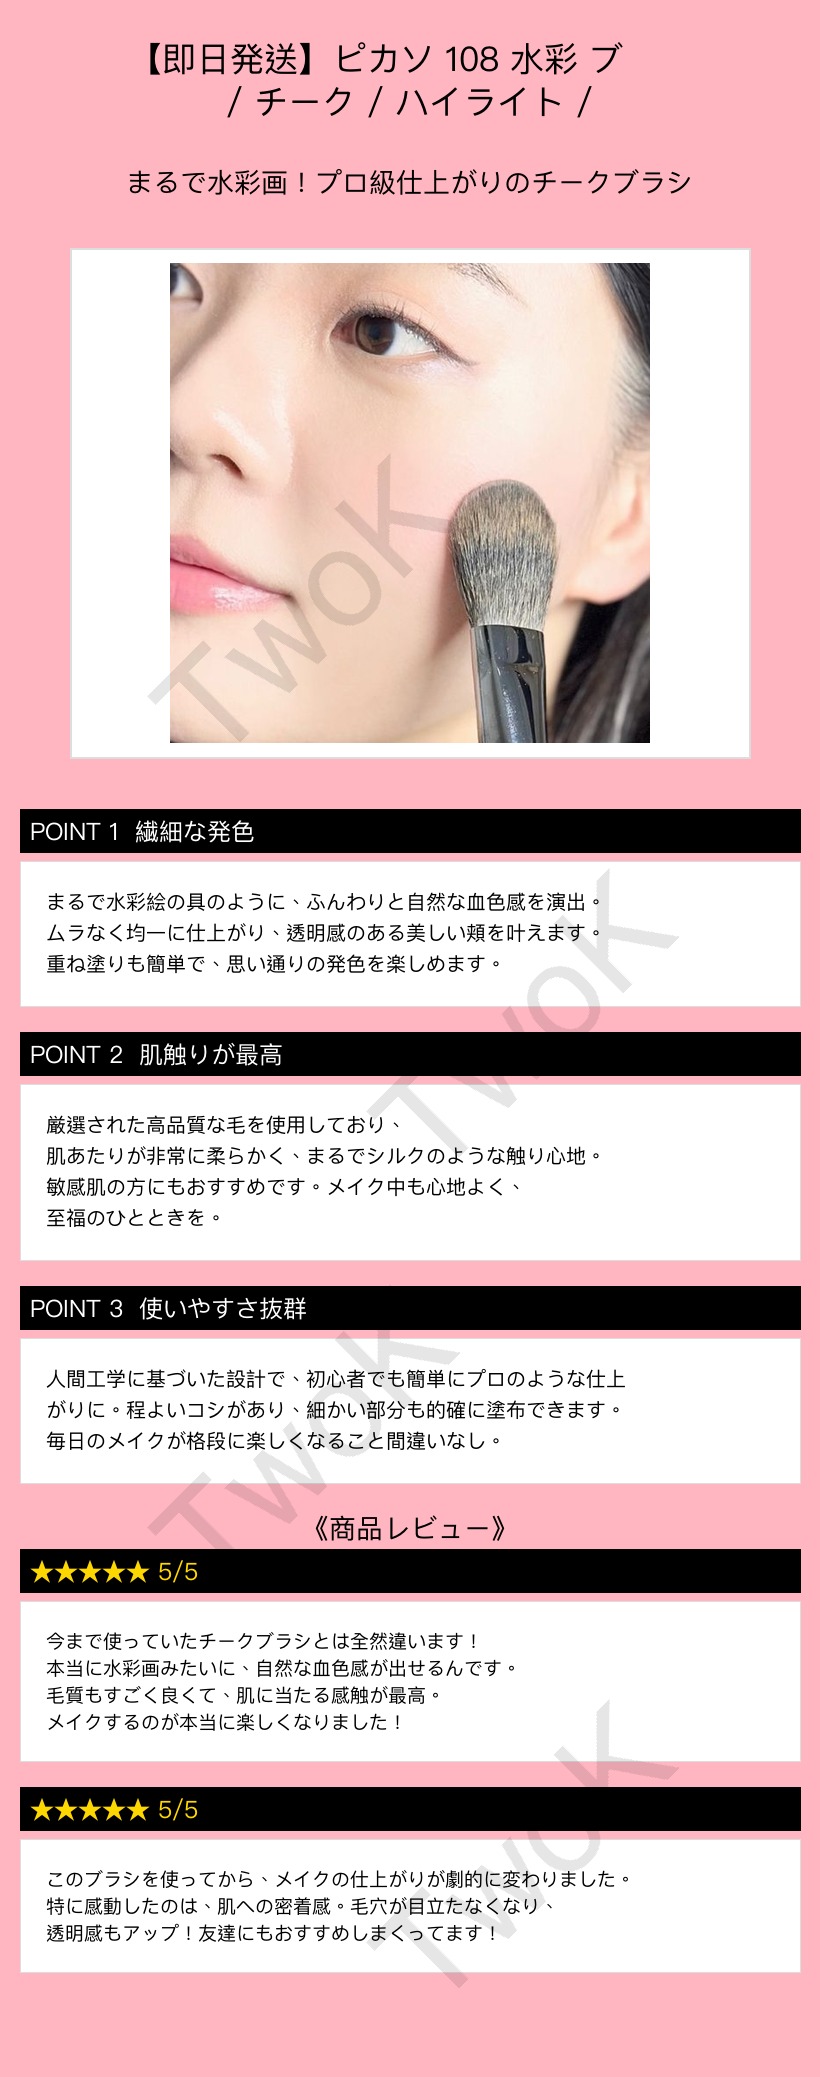 【即日発送】ピカソ 108 水彩 ブ
/ チーク / ハイライト /
まるで水彩画！プロ級仕上がりのチークブラシ
TwoK
POINT 1 繊細な発色
まるで水彩絵の具のように、ふんわりと自然な血色感を演出。
ムラなく均一に仕上がり、透明感のある美しい頬を叶えます。
重ね塗りも簡単で、思い通りの発色を楽しめます。
TwoK
POINT 2 肌触りが最高
厳選された高品質な毛を使用しており、
肌あたりが非常に柔らかく、まるでシルクのような触り心地。
敏感肌の方にもおすすめです。メイク中も心地よく、
至福のひとときを。
POINT 3 使いやすさ抜群
人間工学に基づいた設計で、初心者でも簡単にプロのような仕上
がりに。程よいコシがあり、細かい部分も的確に塗布できます。
毎日のメイクが格段に楽しくなること間違いなし。
TwoK
《商品レビュー》
★★★★★ 5/5
今まで使っていたチークブラシとは全然違います！
本当に水彩画みたいに、自然な血色感が出せるんです。
毛質もすごく良くて、肌に当たる感触が最高。
メイクするのが本当に楽しくなりました！
★★★★★ 5/5
このブラシを使ってから、メイクの仕上がりが劇的に変わりました。
特に感動したのは、肌への密着感。毛穴が目立たなくなり、
透明感もアップ！友達にもおすすめしまくってます！
TwoK